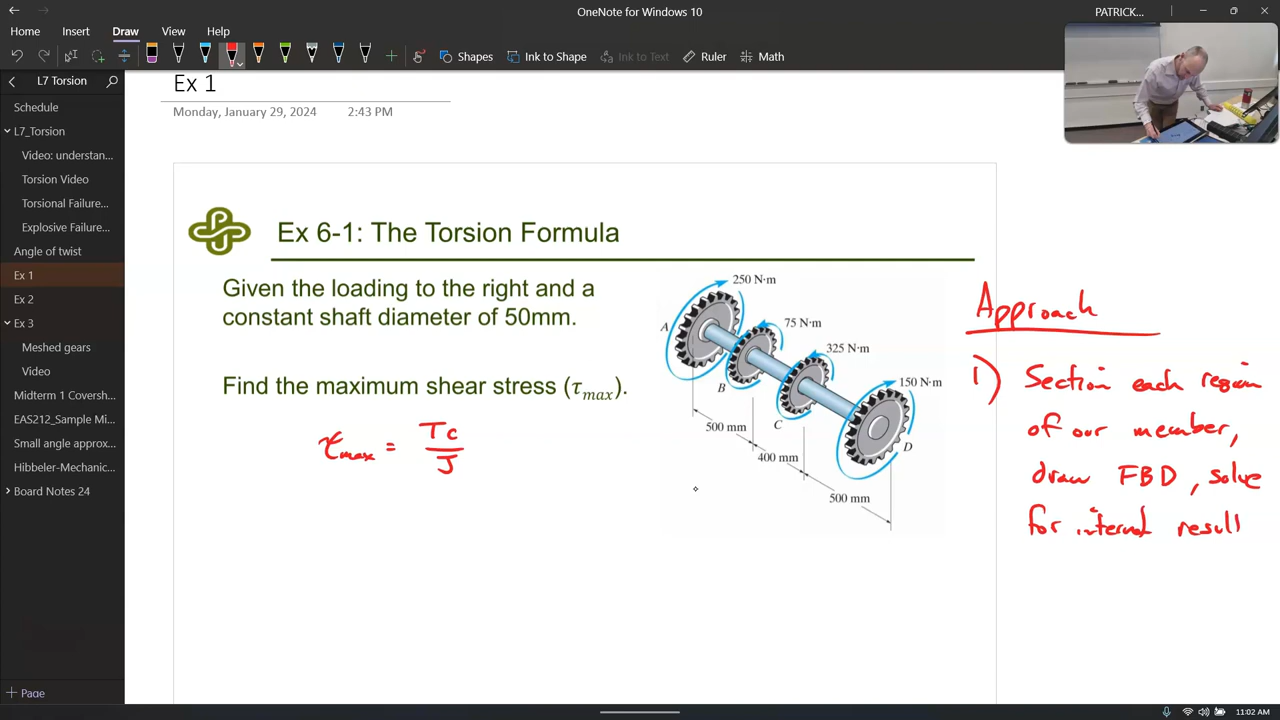 OneNote for Windows 10
PATRICK...
Home Insert Draw View Help
Shapes Ink to Shape Ink to Text Ruler Math
L7 Torsion
Schedule
L7_Torsion
Video: understan...
Torsion Video
Torsional Failure...
Explosive Failure...
Angle of twist
Ex 1
Ex 2
Ex 3
Meshed gears
Video
Midterm 1 Coversh...
EAS212_Sample Mi...
Small angle approx...
Hibbeler-Mechanic...
Board Notes 24
Page
Ex 1
Monday, January 29, 2024 2:43 PM
Ex 6-1: The Torsion Formula
Given the loading to the right and a
constant shaft diameter of 50mm.
Find the maximum shear stress (τmax).
τmax = Tc/J
250 N·m
75 N·m
325 N·m
150 N·m
A
B
C
D
500 mm
400 mm
500 mm
Approach
1) Section each region
of our member,
draw FBD, solve
for internal result
11:02 AM